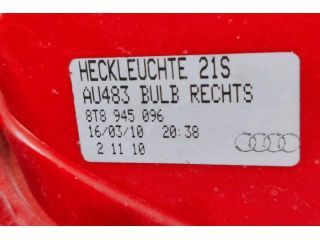 HECKLEUCHTE 21S
AU483 BULB RECHTS
8T8 945 096
16/03/10 20:38
2 11 10